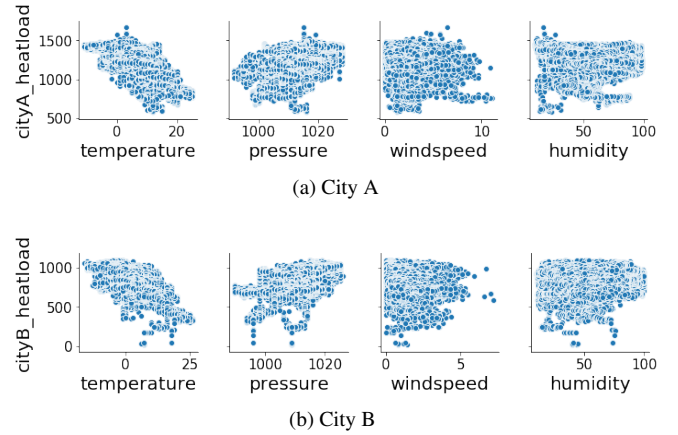 cityA_heatload
1500
1000
500
0 20
1000 1020
0 10
50 100
temperature pressure windspeed humidity
(a) City A
cityB_heatload
1000
500
0
0 25
1000 1020
0 5
50 100
temperature pressure windspeed humidity
(b) City B